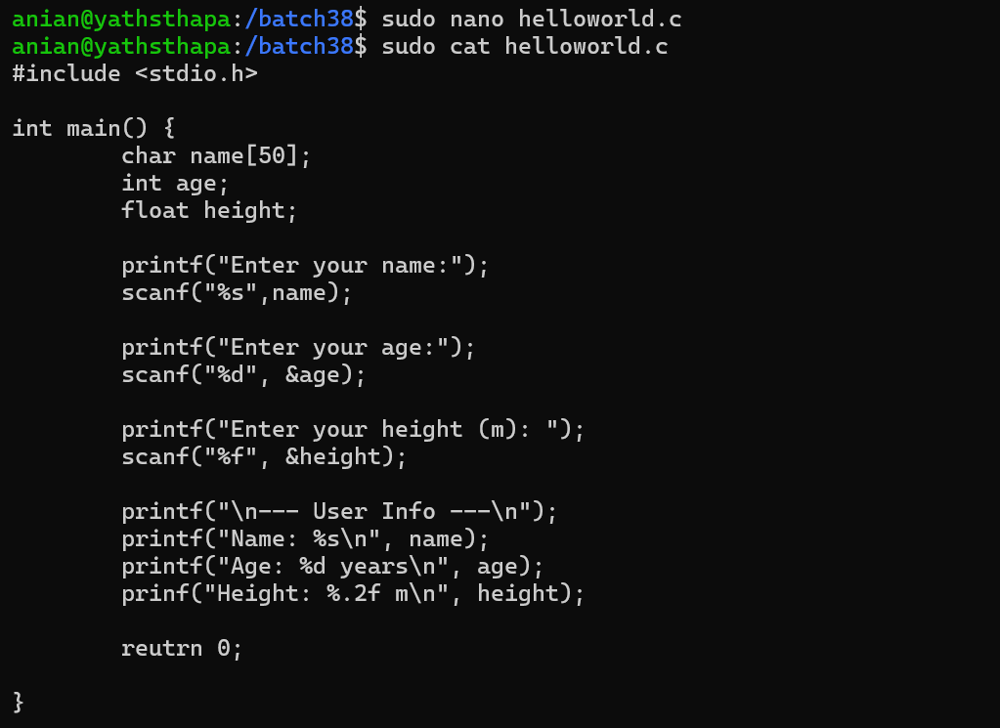 anian@yathsthapa:/batch38$ sudo nano helloworld.c
anian@yathsthapa:/batch38$ sudo cat helloworld.c
#include <stdio.h>
int main() {
char name[50];
int age;
float height;
printf("Enter your name:");
scanf("%s",name);
printf("Enter your age:");
scanf("%d", &age);
printf("Enter your height (m): ");
scanf("%f", &height);
printf("\n--- User Info ---\n");
printf("Name: %s\n", name);
printf("Age: %d years\n", age);
prinf("Height: %.2f m\n", height);
reutrn 0;
}